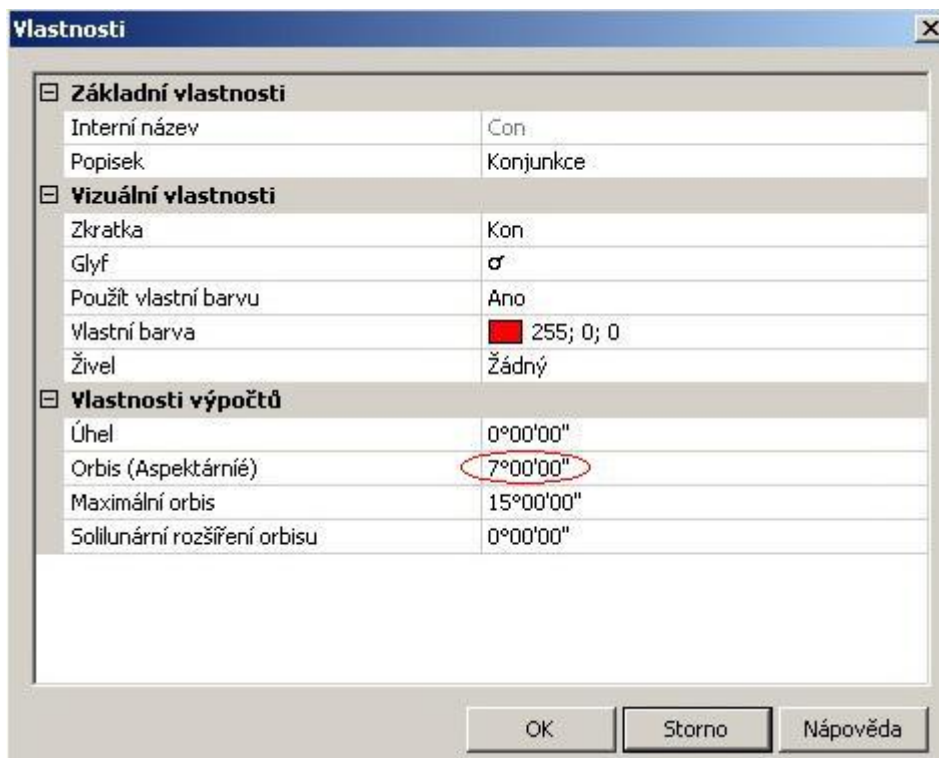 Vlastnosti
Základní vlastnosti
Interní název Con
Popisek Konjunkce
Vizuální vlastnosti
Zkratka Kon
Glyf ☌
Použít vlastní barvu Ano
Vlastní barva 255; 0; 0
Živel Žádný
Vlastnosti výpočtů
Úhel 0°00'00"
Orbis (Aspektárníé) 7°00'00"
Maximální orbis 15°00'00"
Solilunární rozšíření orbisu 0°00'00"
OK Storno Nápověda